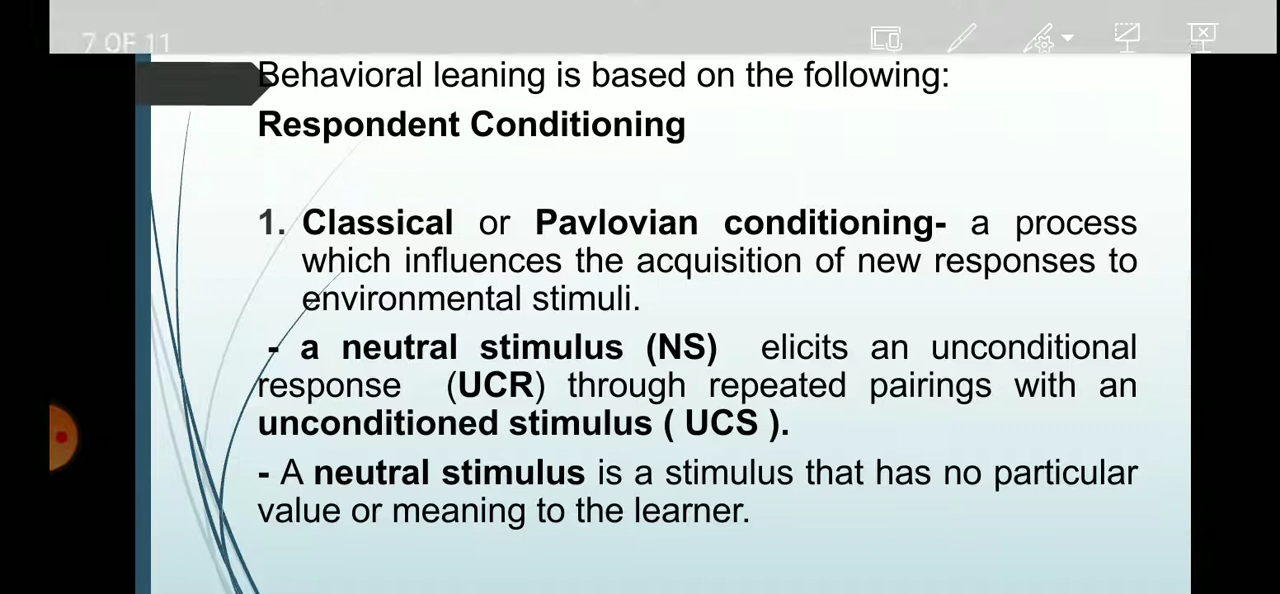 7 OF 11
Behavioral leaning is based on the following:
Respondent Conditioning
1. Classical or Pavlovian conditioning- a process
which influences the acquisition of new responses to
environmental stimuli.
- a neutral stimulus (NS) elicits an unconditional
response (UCR) through repeated pairings with an
unconditioned stimulus ( UCS ).
- A neutral stimulus is a stimulus that has no particular
value or meaning to the learner.